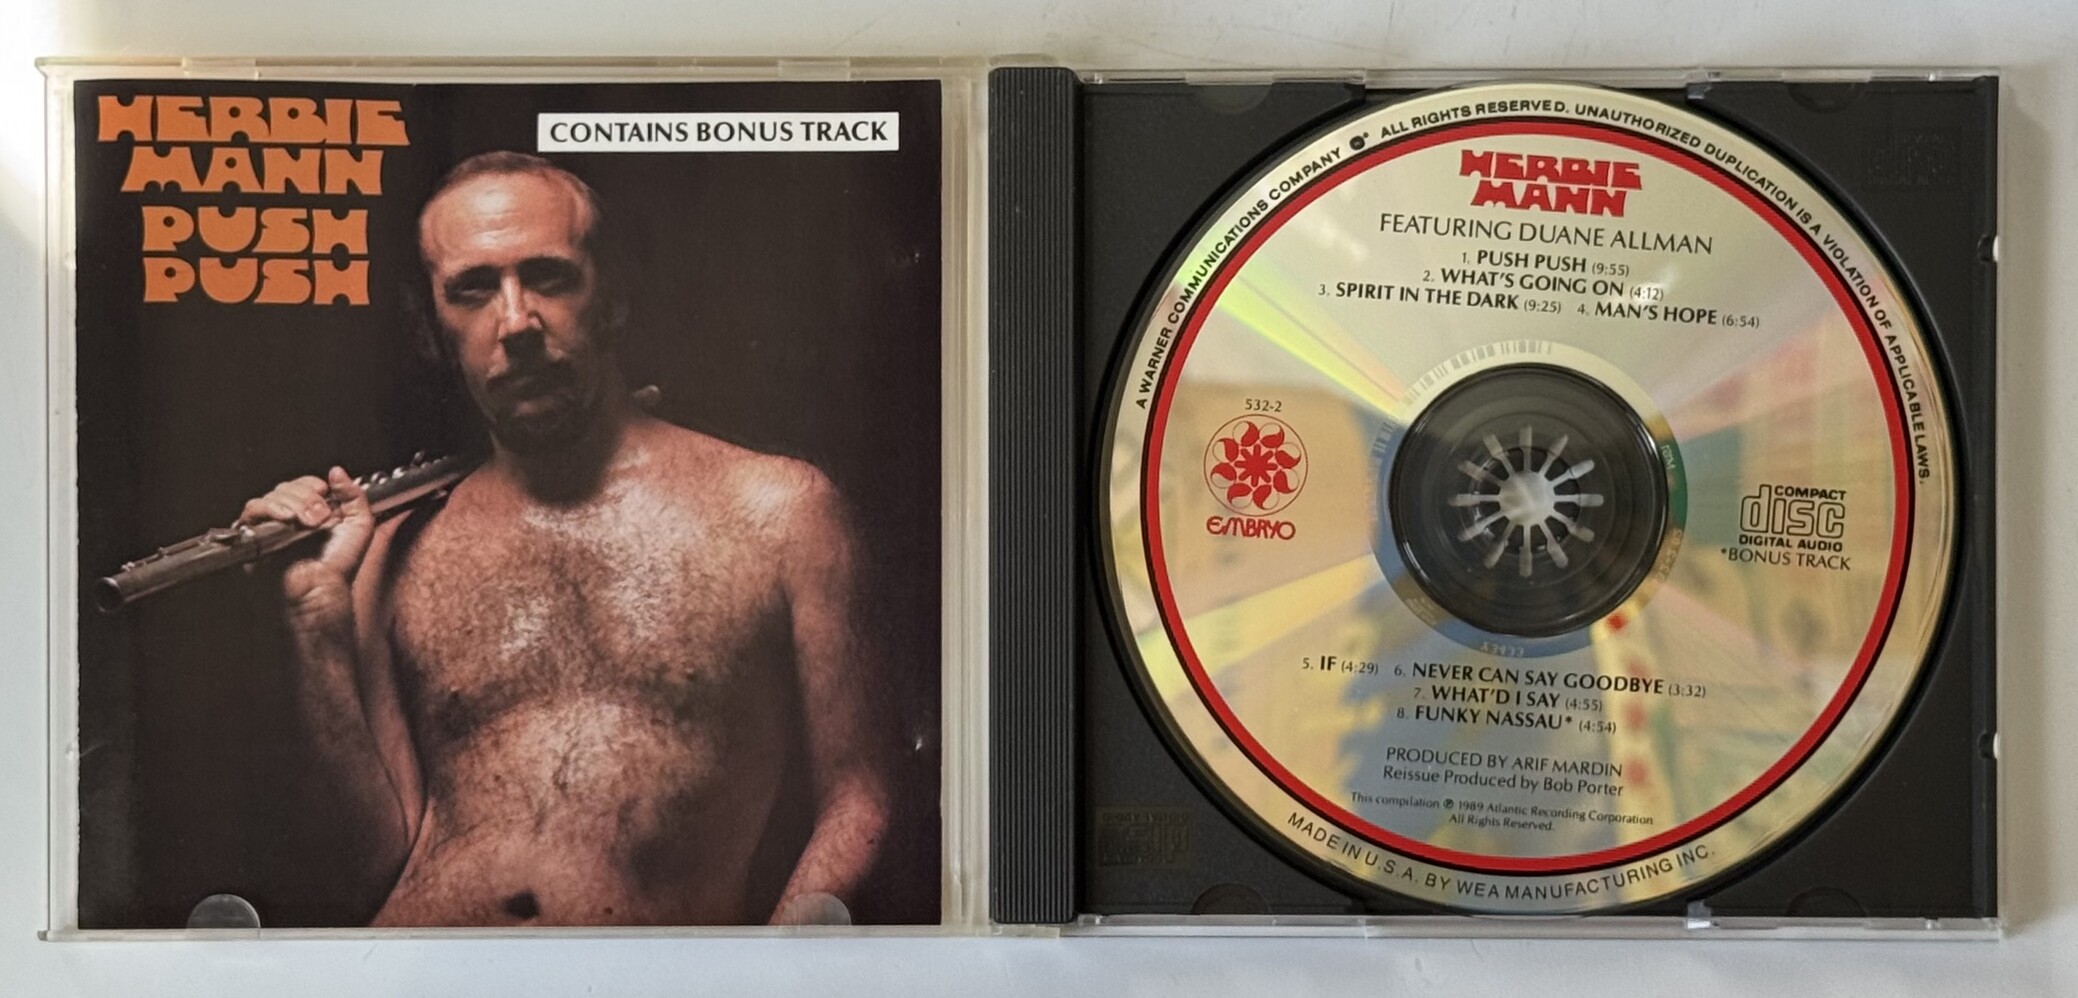 HERBIE
MANN
PUSH
PUSH
CONTAINS BONUS TRACK
A WARNER COMMUNICATIONS COMPANY ALL RIGHTS RESERVED. UNAUTHORIZED DUPLICATION IS A VIOLATION OF APPLICABLE LAWS.
HERBIE
MANN
FEATURING DUANE ALLMAN
1. PUSH PUSH (9:55)
2. WHAT'S GOING ON (4:12)
3. SPIRIT IN THE DARK (9:25) 4. MAN'S HOPE (6:54)
532-2
EMBRYO
COMPACT
disc
DIGITAL AUDIO
*BONUS TRACK
5. IF (4:29) 6. NEVER CAN SAY GOODBYE (3:32)
7. WHAT'D I SAY (4:55)
8. FUNKY NASSAU* (4:54)
PRODUCED BY ARIF MARDIN
Reissue Produced by Bob Porter
This compilation ℗ 1989 Atlantic Recording Corporation
All Rights Reserved.
MADE IN U.S.A. BY WEA MANUFACTURING INC.